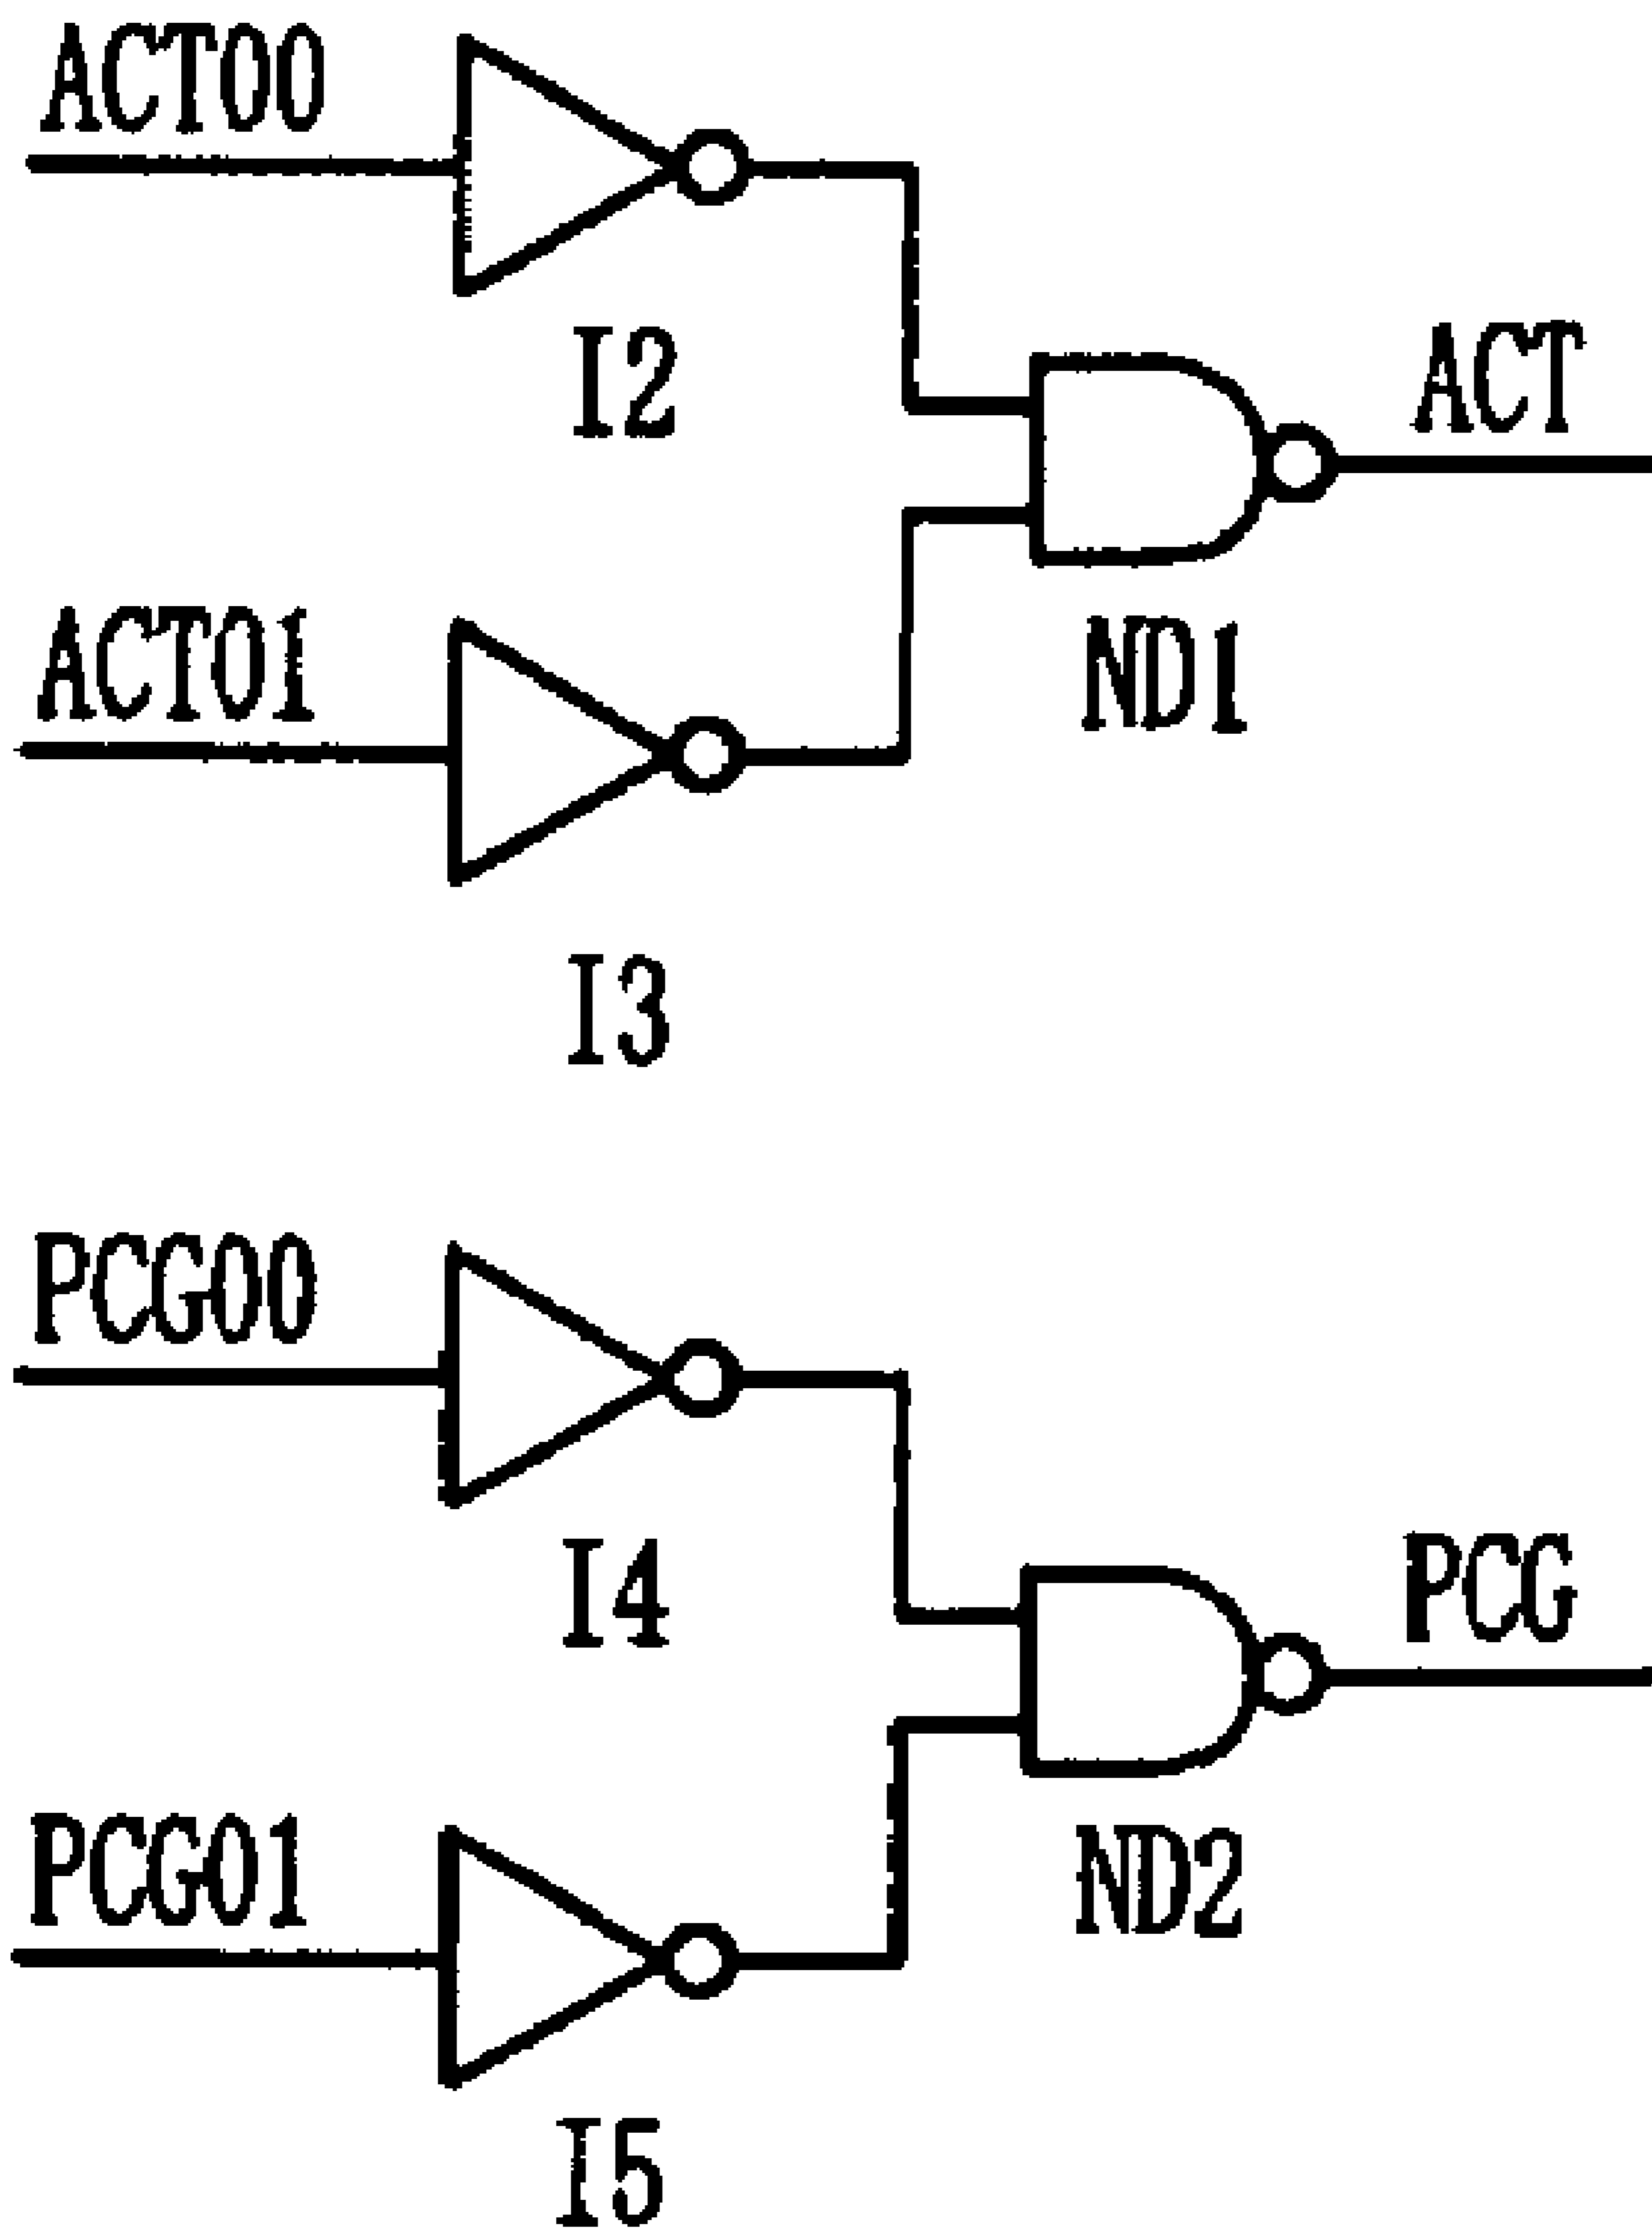 ACT00
I2
ACT
ACT01
ND1
I3
PCG00
I4
PCG
PCG01
ND2
I5